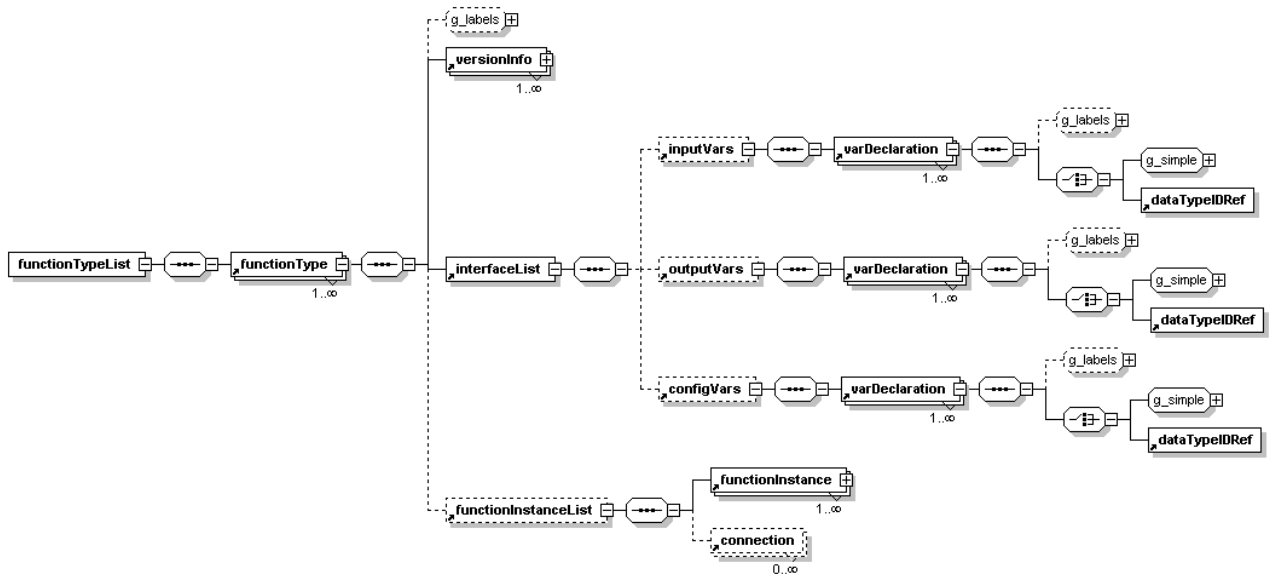 g_labels
versionInfo
1..∞
g_labels
inputVars
varDeclaration
1..∞
g_simple
dataTypeIDRef
functionTypeList
functionType
1..∞
interfaceList
outputVars
varDeclaration
1..∞
g_labels
g_simple
dataTypeIDRef
configVars
varDeclaration
1..∞
g_labels
g_simple
dataTypeIDRef
functionInstanceList
functionInstance
1..∞
connection
0..∞